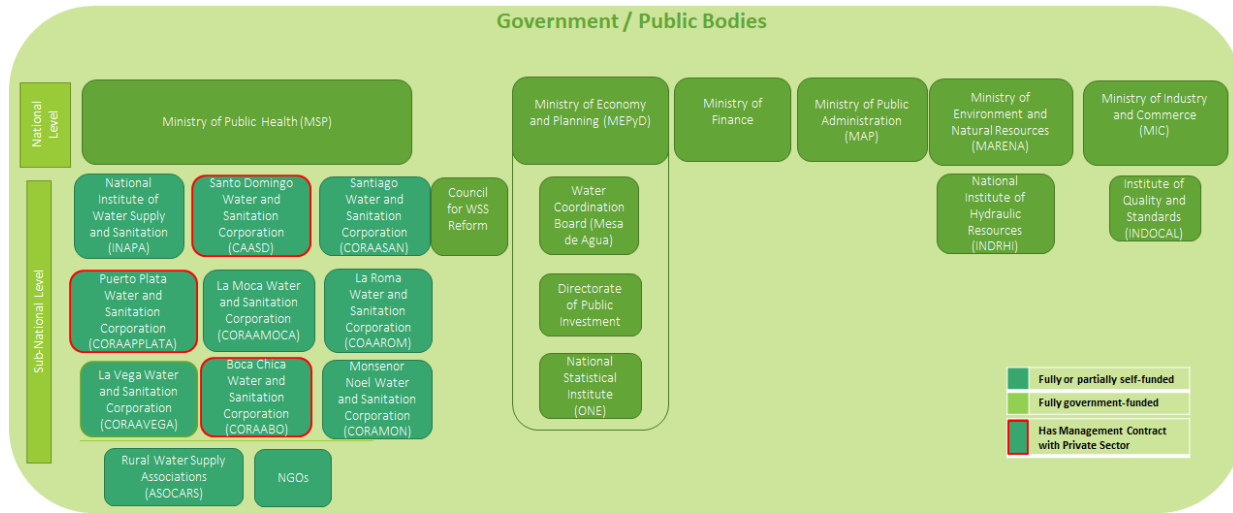 Government / Public Bodies
National
Level
Ministry of Public Health (MSP)
Ministry of Economy
and Planning (MEPyD)
Ministry of
Finance
Ministry of Public
Administration
(MAP)
Ministry of
Environment and
Natural Resources
(MARENA)
Ministry of Industry
and Commerce
(MIC)
Sub-National Level
National
Institute of
Water Supply
and Sanitation
(INAPA)
Santo Domingo
Water and
Sanitation
Corporation
(CAASD)
Santiago
Water and
Sanitation
Corporation
(CORAASAN)
Council
for WSS
Reform
Water
Coordination
Board (Mesa
de Agua)
National
Institute of
Hydraulic
Resources
(INDRHI)
Institute of
Quality and
Standards
(INDOCAL)
Puerto Plata
Water and
Sanitation
Corporation
(CORAAPPLATA)
La Moca Water
and Sanitation
Corporation
(CORAAMOCA)
La Roma
Water and
Sanitation
Corporation
(COAAROM)
Directorate
of Public
Investment
La Vega Water
and Sanitation
Corporation
(CORAAVEGA)
Boca Chica
Water and
Sanitation
Corporation
(CORAABO)
Monsenor
Noel Water
and Sanitation
Corporation
(CORAMON)
National
Statistical
Institute
(ONE)
Rural Water Supply
Associations
(ASOCARS)
NGOs
Fully or partially self-funded
Fully government-funded
Has Management Contract
with Private Sector